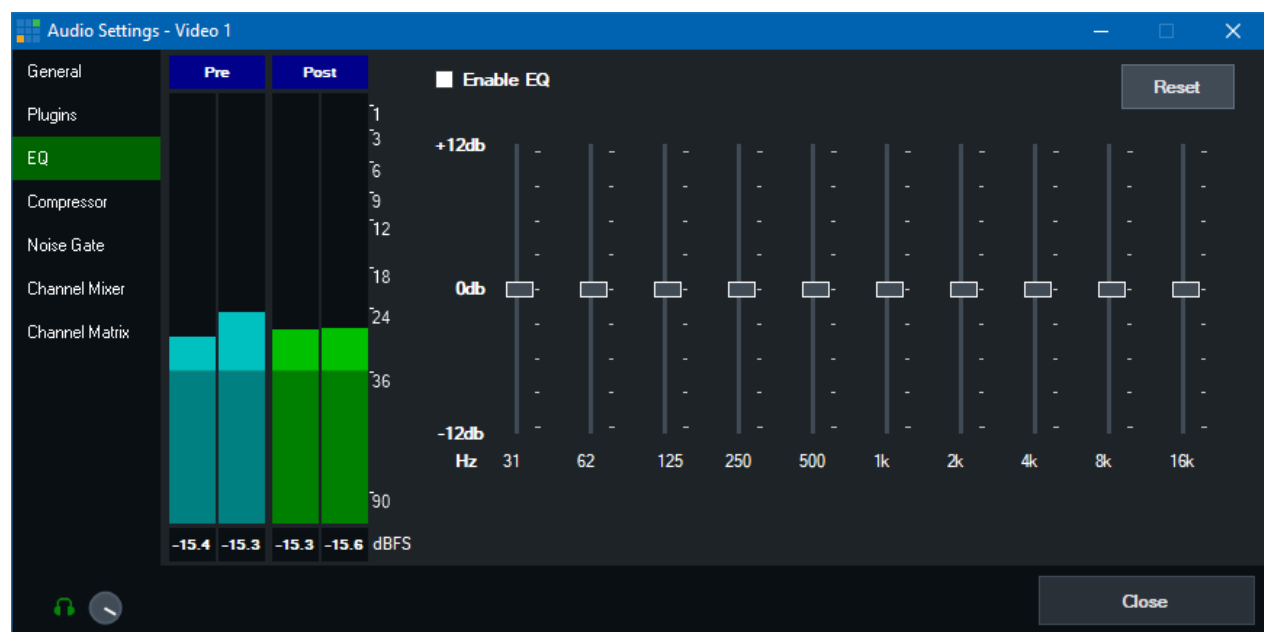 Audio Settings - Video 1
General
Plugins
EQ
Compressor
Noise Gate
Channel Mixer
Channel Matrix
Pre Post
1
3
6
9
12
18
24
36
90
-15.4 -15.3 -15.3 -15.6 dBFS
Enable EQ
Reset
+12db
0db
-12db
Hz 31 62 125 250 500 1k 2k 4k 8k 16k
Close